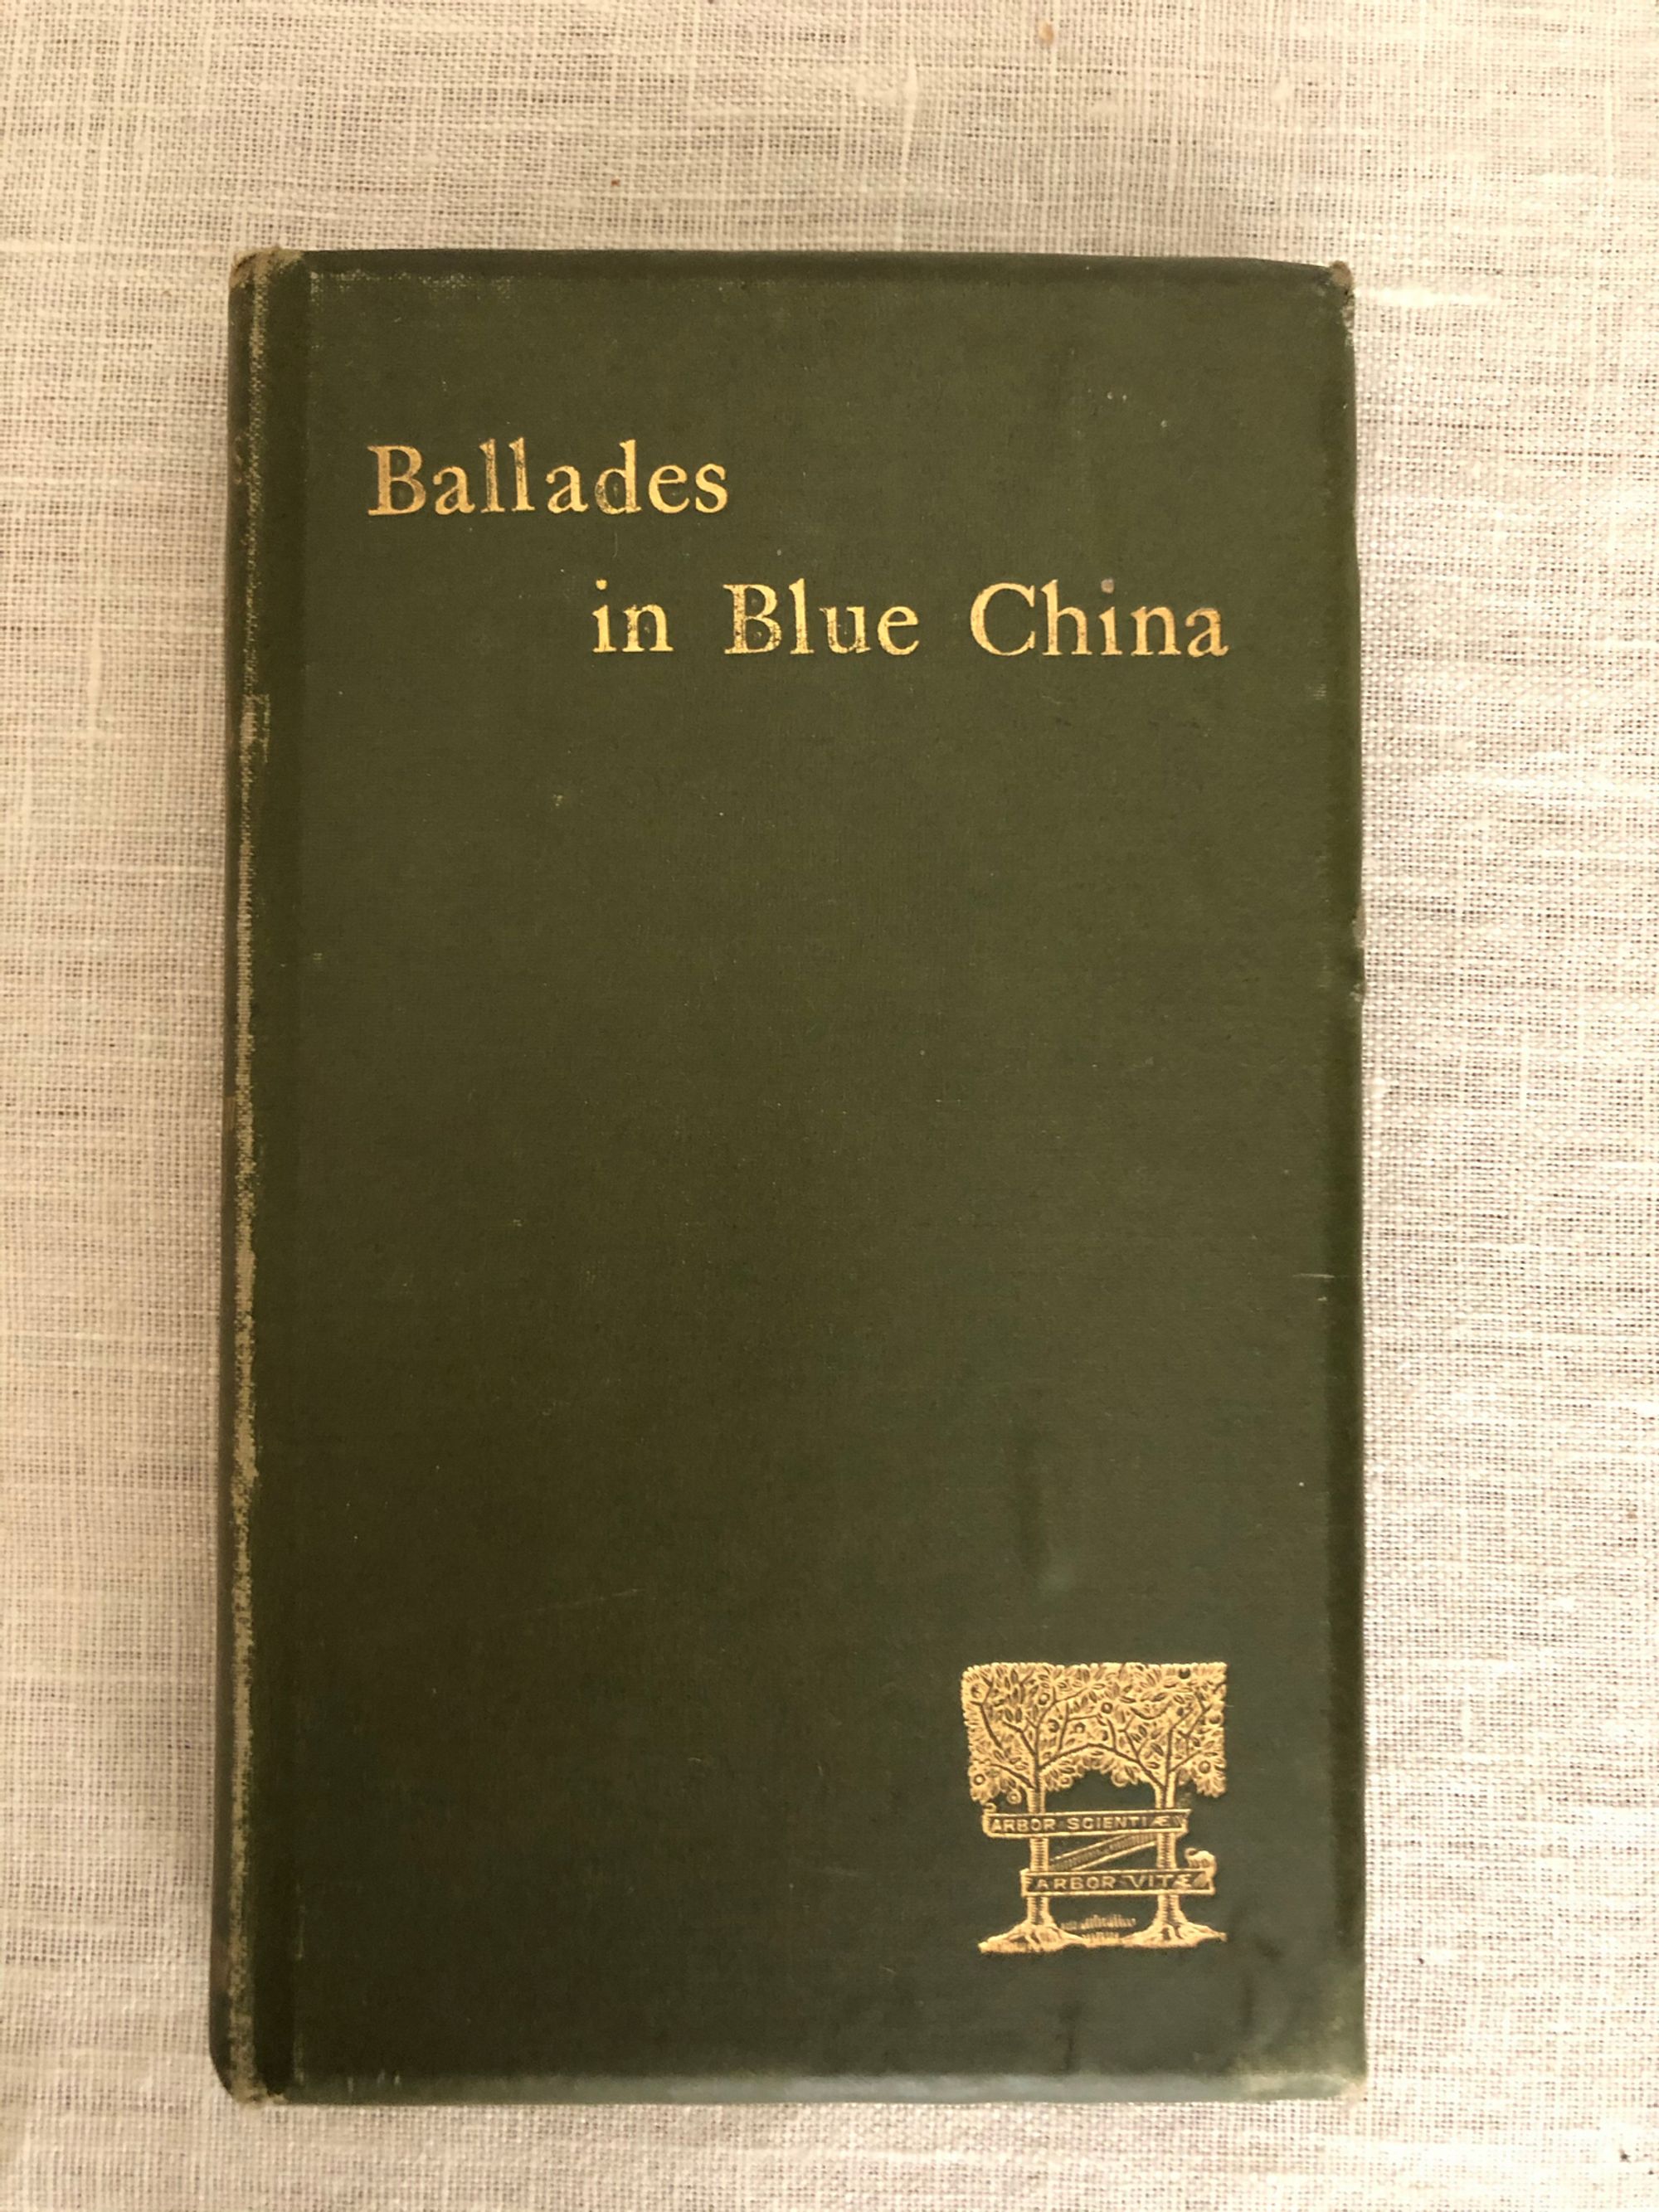 Ballades
in Blue China
ARBOR SCIENTIÆ
ARBOR VITÆ